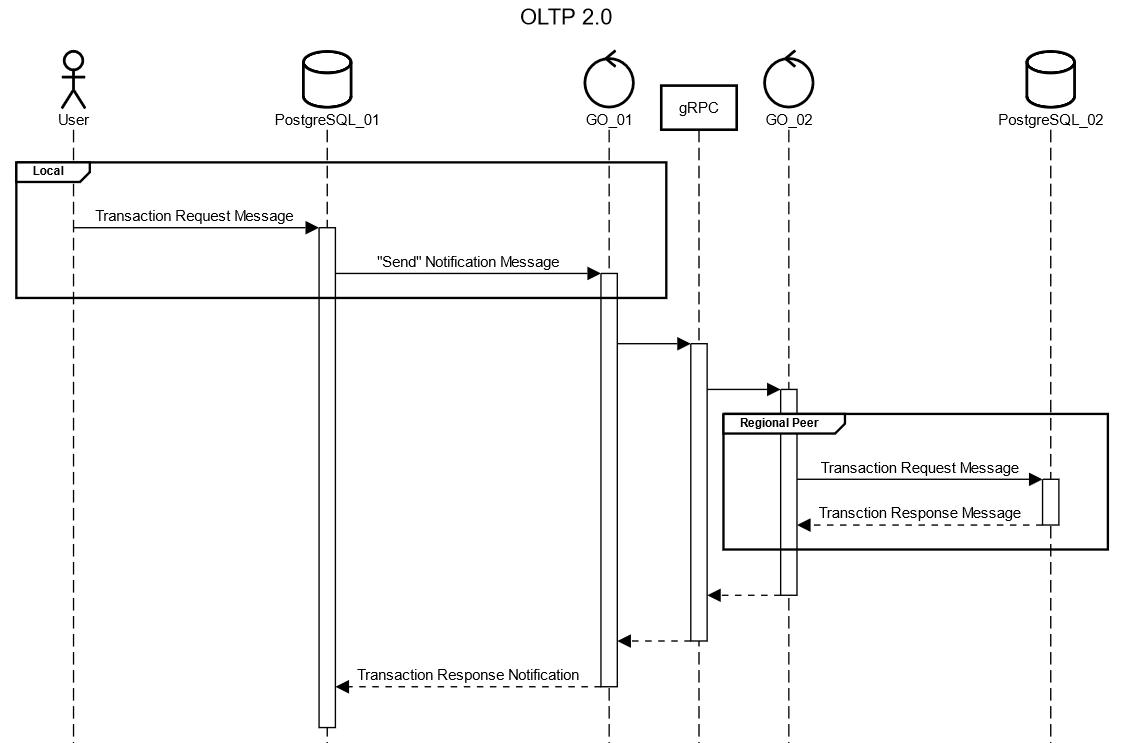 OLTP 2.0
User
PostgreSQL_01
GO_01
gRPC
GO_02
PostgreSQL_02
Local
Transaction Request Message
"Send" Notification Message
Regional Peer
Transaction Request Message
Transction Response Message
Transaction Response Notification